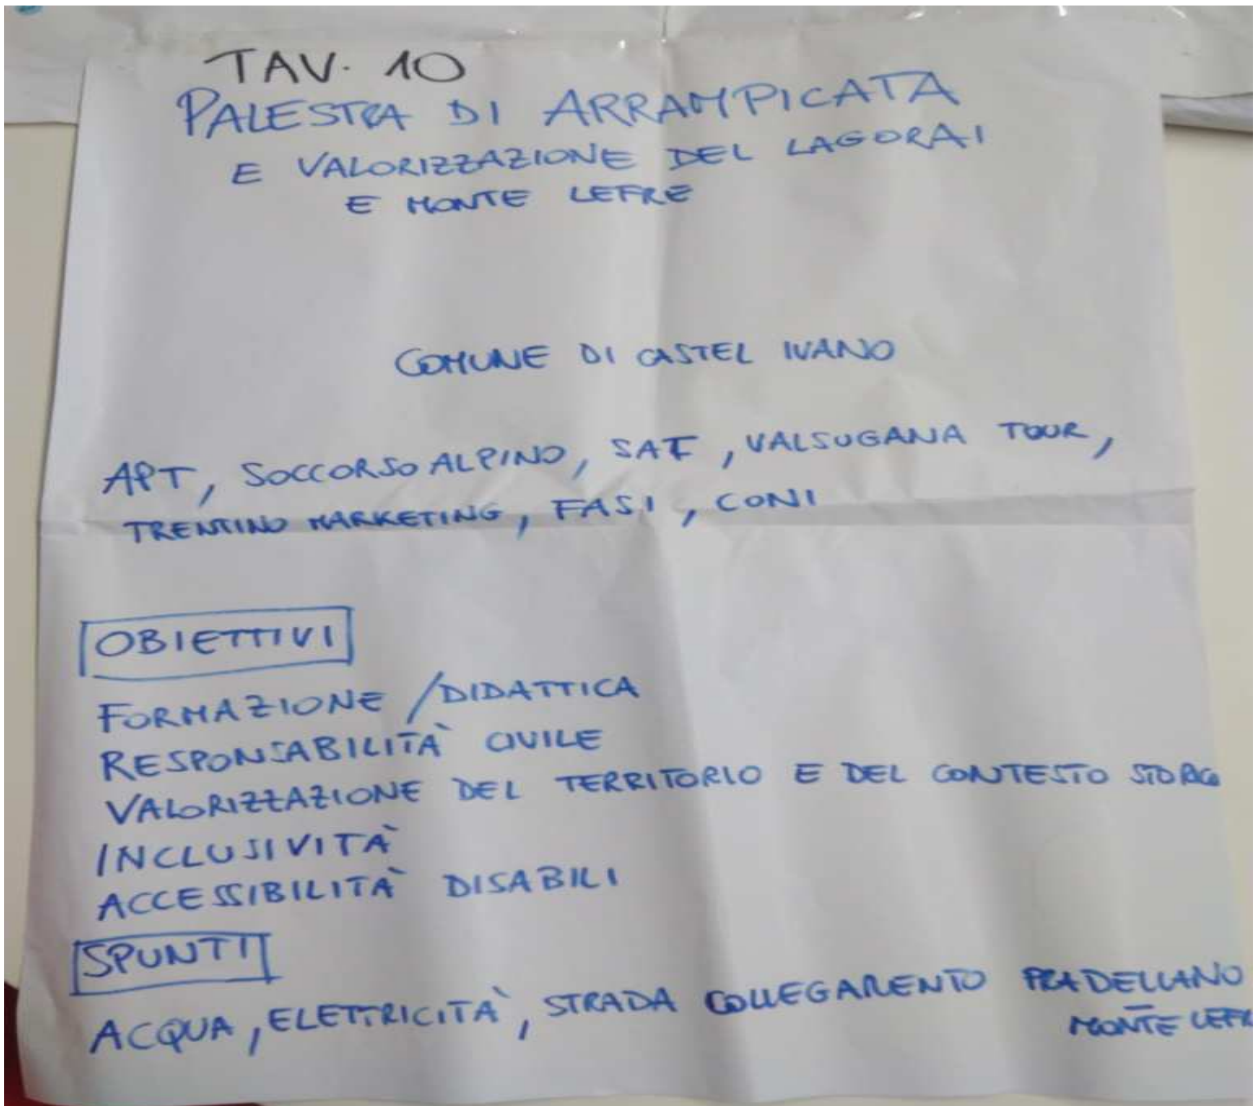 TAV. 10
PALESTRA DI ARRAMPICATA
E VALORIZZAZIONE DEL LAGORAI
E MONTE LEFRE
COMUNE DI CASTEL IVANO
APT, SOCCORSO ALPINO, SAT, VALSUGANA TOUR,
TRENTINO MARKETING, FASI, CONI
OBIETTIVI
FORMAZIONE / DIDATTICA
RESPONSABILITÀ CIVILE
VALORIZZAZIONE DEL TERRITORIO E DEL CONTESTO STORICO
INCLUSIVITÀ
ACCESSIBILITÀ DISABILI
SPUNTI
ACQUA, ELETTRICITÀ, STRADA COLLEGAMENTO PRADELLANO
- MONTE LEFR